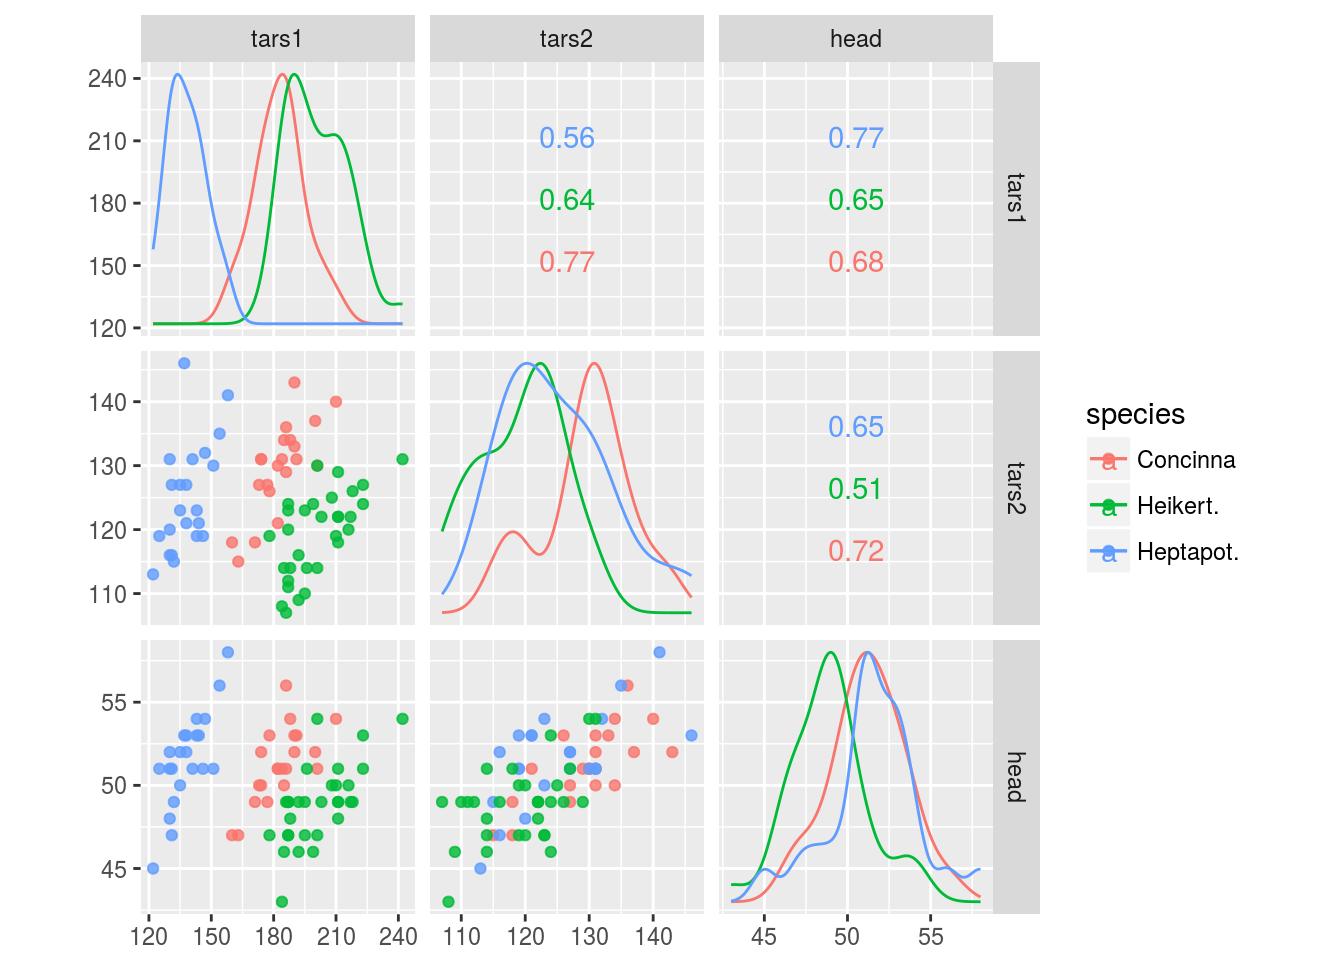 tars1 tars2 head
240
210
180
150
120
0.56
0.64
0.77
0.77
0.65
0.68
tars1
140
130
120
110
0.65
0.51
0.72
tars2
55
50
45
head
120 150 180 210 240
110 120 130 140
45 50 55
species
a Concinna
a Heikert.
a Heptapot.